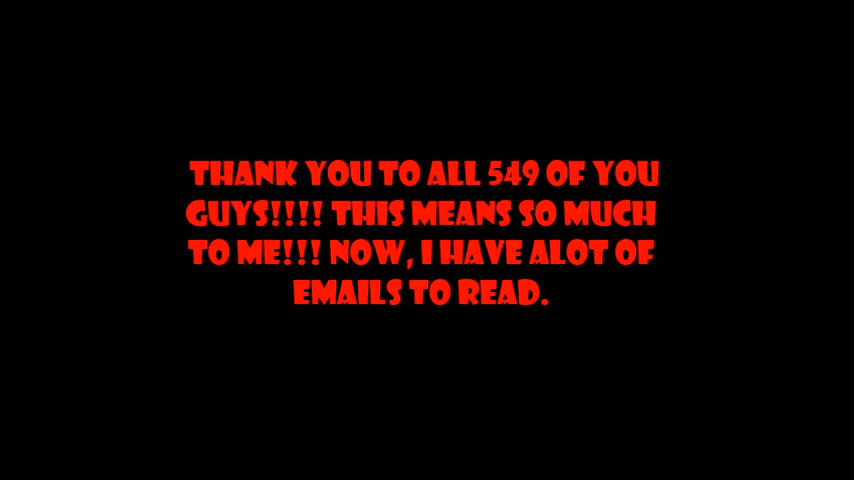 THANK YOU TO ALL 549 OF YOU
GUYS!!!! THIS MEANS SO MUCH
TO ME!!! NOW, I HAVE ALOT OF
EMAILS TO READ.